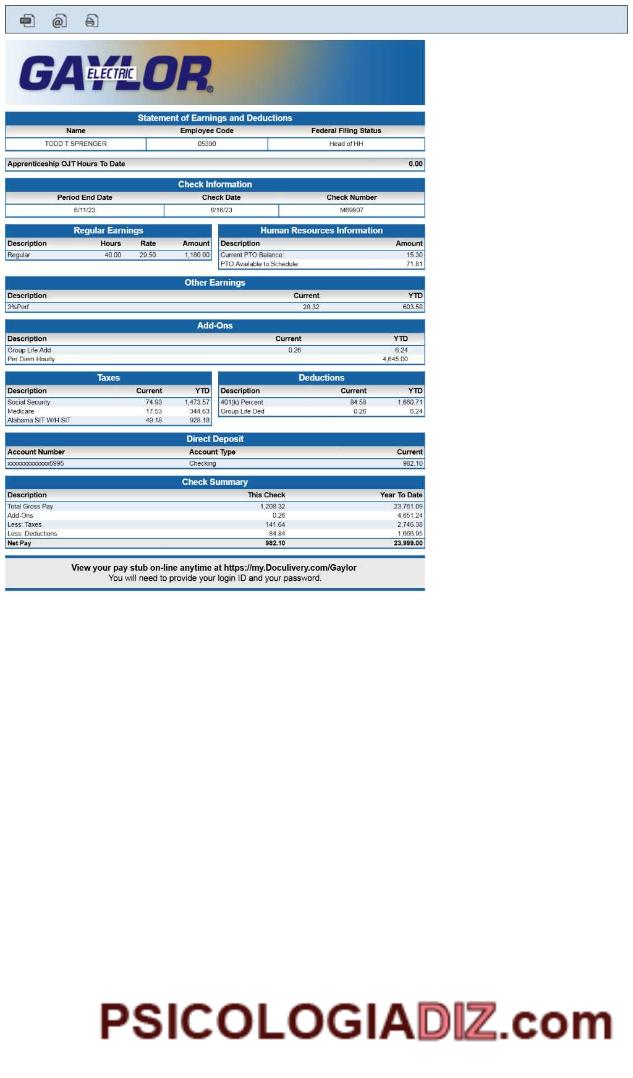 GAYLOR ELECTRIC®
Statement of Earnings and Deductions
Name Employee Code Federal Filing Status
TODD T SPRENGER 05390 Head of HH
Apprenticeship OJT Hours To Date 0.00
Check Information
Period End Date Check Date Check Number
6/11/23 6/16/23 M69907
Regular Earnings
Description Hours Rate Amount
Regular 40.00 29.50 1,180.00
Human Resources Information
Description Amount
Current PTO Balance: 15.30
PTO Available to Schedule: 71.81
Other Earnings
Description Current YTD
3%Perf 28.32 603.58
Add-Ons
Description Current YTD
Group Life Add 0.26 6.24
Per Diem Hourly 4,645.00
Taxes
Description Current YTD
Social Security 74.93 1,473.57
Medicare 17.53 344.63
Alabama SIT W/H SIT 49.18 928.18
Deductions
Description Current YTD
401(k) Percent 84.58 1,660.71
Group Life Ded 0.26 6.24
Direct Deposit
Account Number Account Type Current
xxxxxxxxxxxxx6995 Checking 982.10
Check Summary
Description This Check Year To Date
Total Gross Pay 1,208.32 23,761.09
Add-Ons 0.26 4,651.24
Less: Taxes 141.64 2,746.38
Less: Deductions 84.84 1,666.95
Net Pay 982.10 23,999.00
View your pay stub on-line anytime at https://my.Doculivery.com/Gaylor
You will need to provide your login ID and your password.
PSICOLOGIADIZ.com